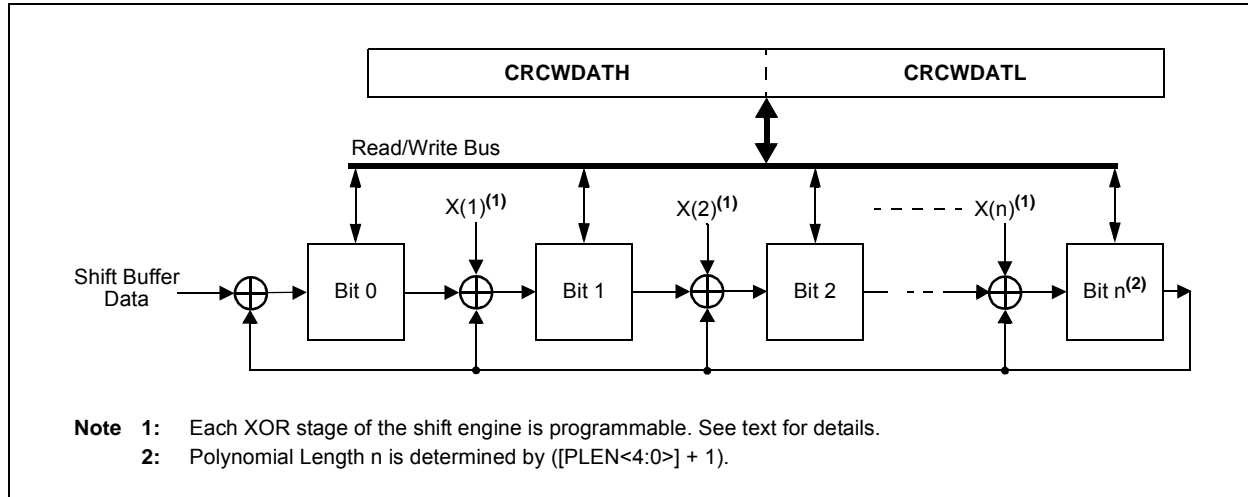 CRCWDATH CRCWDATL
Read/Write Bus
X(1)(1) X(2)(1) X(n)(1)
Shift Buffer
Data
Bit 0 Bit 1 Bit 2 Bit n(2)
Note 1: Each XOR stage of the shift engine is programmable. See text for details.
2: Polynomial Length n is determined by ([PLEN<4:0>] + 1).